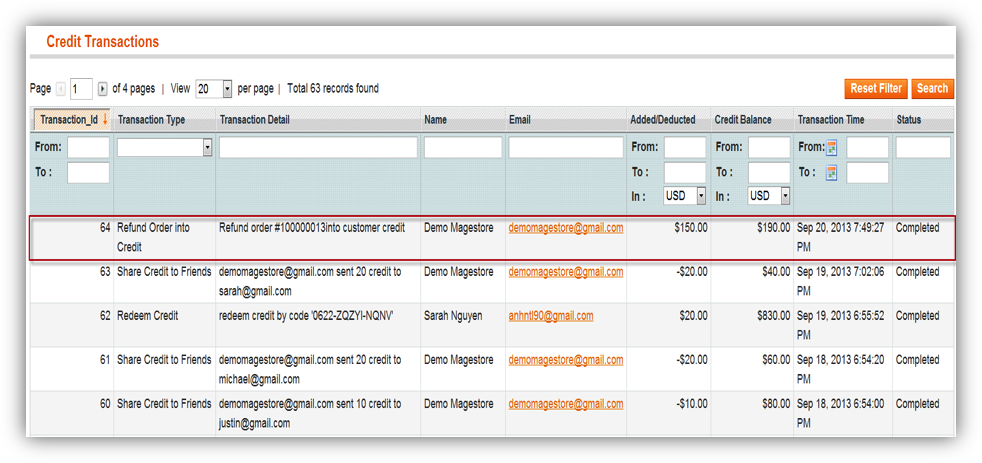 Credit Transactions
Page 1 of 4 pages | View 20 per page | Total 63 records found Reset Filter Search
Transaction_Id Transaction Type Transaction Detail Name Email Added/Deducted Credit Balance Transaction Time Status
From: From: From: From:
To : To : To : To :
In : USD In : USD
64 Refund Order into Refund order #100000013into customer credit Demo Magestore demomagestore@gmail.com $150.00 $190.00 Sep 20, 2013 7:49:27 Completed
Credit PM
63 Share Credit to Friends demomagestore@gmail.com sent 20 credit to Demo Magestore demomagestore@gmail.com -$20.00 $40.00 Sep 19, 2013 7:02:06 Completed
sarah@gmail.com PM
62 Redeem Credit redeem credit by code '0622-ZQZYI-NQNV' Sarah Nguyen anhntl90@gmail.com $20.00 $830.00 Sep 19, 2013 6:55:52 Completed
PM
61 Share Credit to Friends demomagestore@gmail.com sent 20 credit to Demo Magestore demomagestore@gmail.com -$20.00 $60.00 Sep 18, 2013 6:54:20 Completed
michael@gmail.com PM
60 Share Credit to Friends demomagestore@gmail.com sent 10 credit to Demo Magestore demomagestore@gmail.com -$10.00 $80.00 Sep 18, 2013 6:54:00 Completed
justin@gmail.com PM